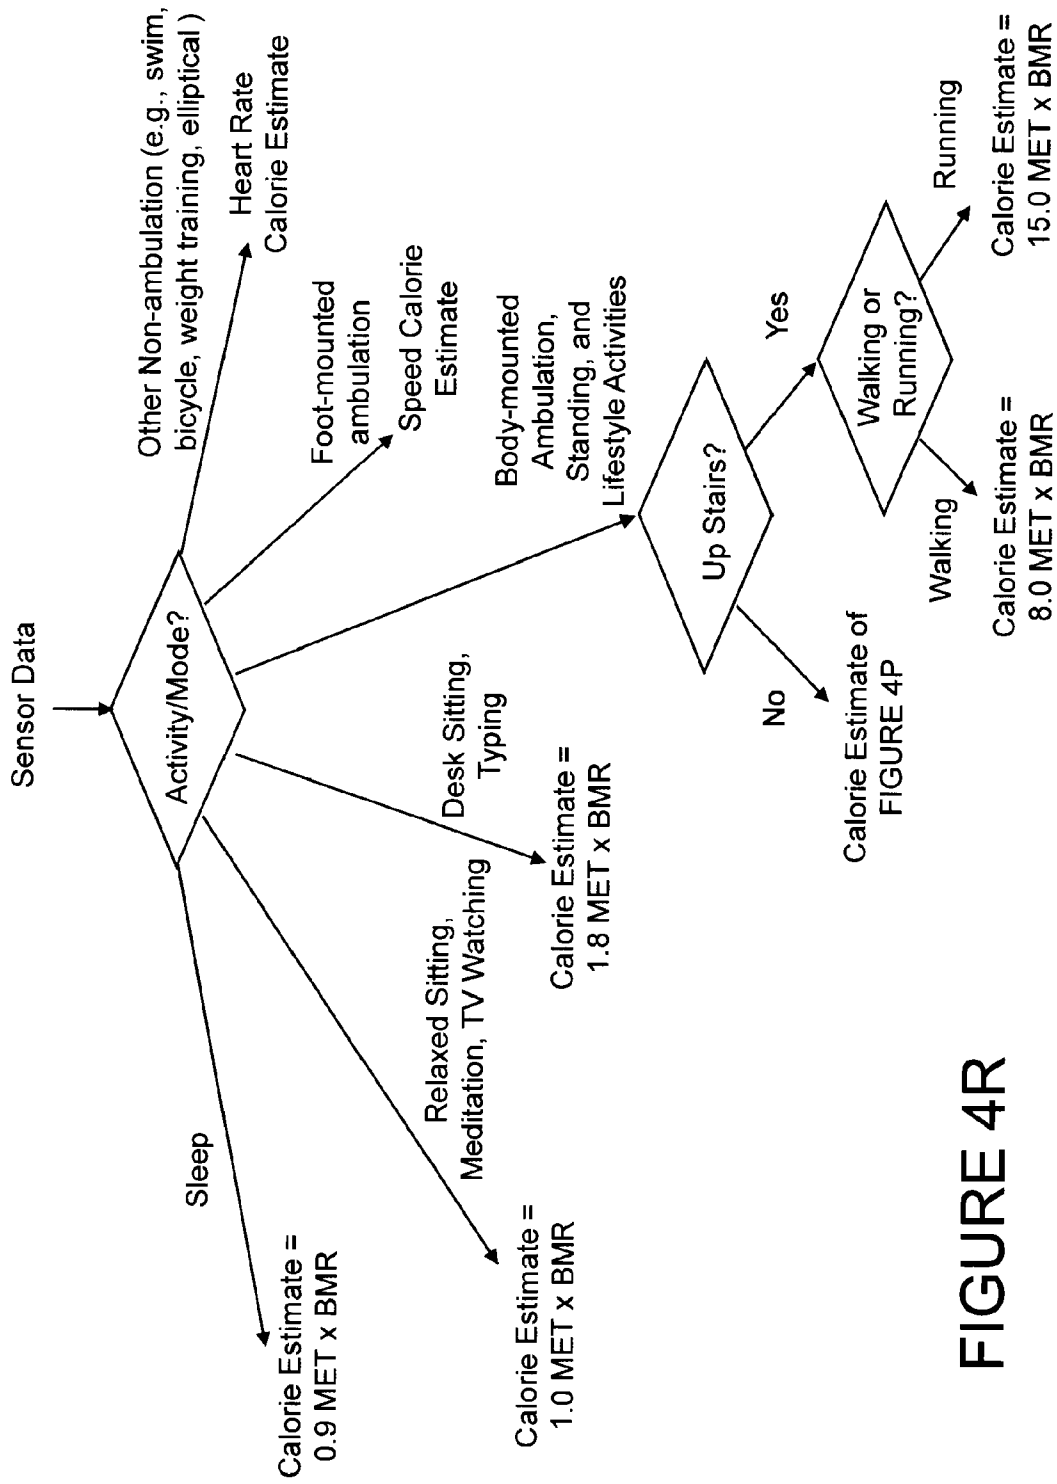 Sensor Data
Activity/Mode?
Sleep
Calorie Estimate =
0.9 MET x BMR
Relaxed Sitting,
Meditation, TV Watching
Calorie Estimate =
1.0 MET x BMR
Desk Sitting,
Typing
Calorie Estimate =
1.8 MET x BMR
Body-mounted
Ambulation,
Standing, and
Lifestyle Activities
Foot-mounted
ambulation
Speed Calorie
Estimate
Other Non-ambulation (e.g., swim,
bicycle, weight training, elliptical )
Heart Rate
Calorie Estimate
Up Stairs?
No
Calorie Estimate of
FIGURE 4P
Yes
Walking or
Running?
Walking
Calorie Estimate =
8.0 MET x BMR
Running
Calorie Estimate =
15.0 MET x BMR
FIGURE 4R